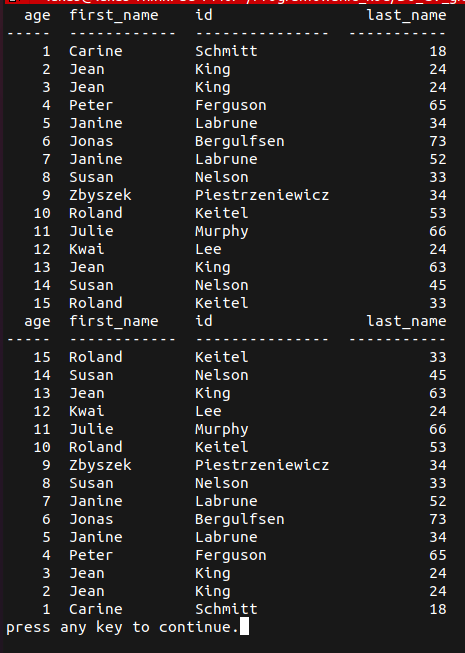 age first_name id last_name
----- ------------ --------------- -----------
1 Carine Schmitt 18
2 Jean King 24
3 Jean King 24
4 Peter Ferguson 65
5 Janine Labrune 34
6 Jonas Bergulfsen 73
7 Janine Labrune 52
8 Susan Nelson 33
9 Zbyszek Piestrzeniewicz 34
10 Roland Keitel 53
11 Julie Murphy 66
12 Kwai Lee 24
13 Jean King 63
14 Susan Nelson 45
15 Roland Keitel 33
age first_name id last_name
----- ------------ --------------- -----------
15 Roland Keitel 33
14 Susan Nelson 45
13 Jean King 63
12 Kwai Lee 24
11 Julie Murphy 66
10 Roland Keitel 53
9 Zbyszek Piestrzeniewicz 34
8 Susan Nelson 33
7 Janine Labrune 52
6 Jonas Bergulfsen 73
5 Janine Labrune 34
4 Peter Ferguson 65
3 Jean King 24
2 Jean King 24
1 Carine Schmitt 18
press any key to continue.